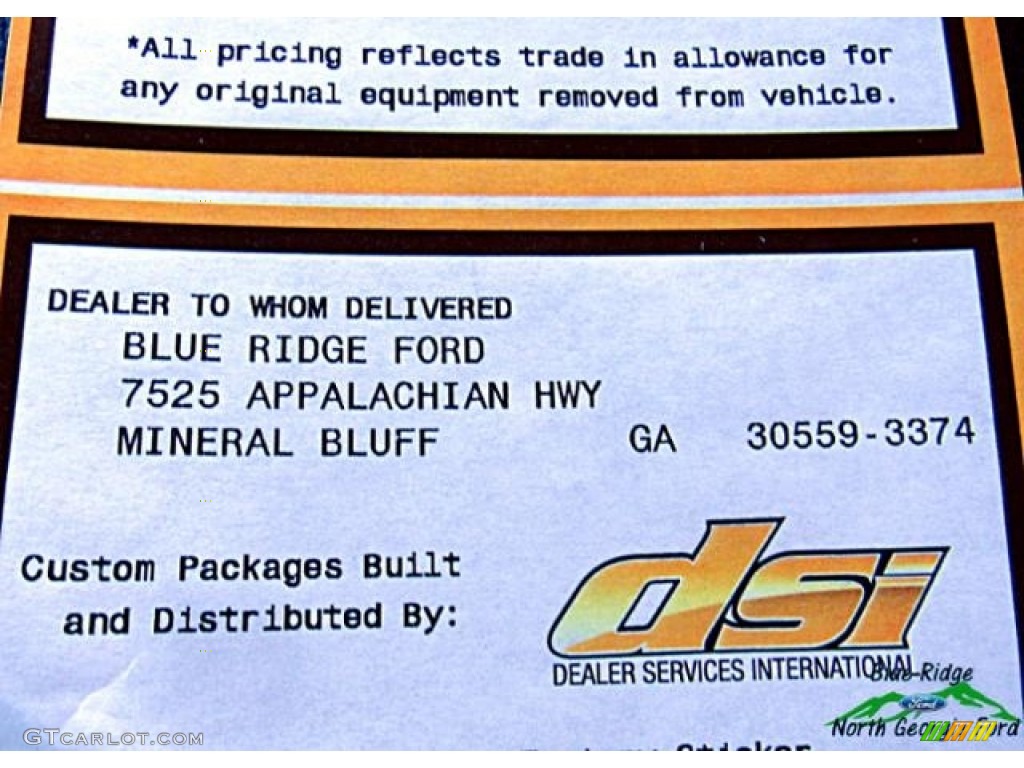 *All pricing reflects trade in allowance for
any original equipment removed from vehicle.
DEALER TO WHOM DELIVERED
BLUE RIDGE FORD
7525 APPALACHIAN HWY
MINERAL BLUFF GA 30559-3374
Custom Packages Built
and Distributed By:
dsi
DEALER SERVICES INTERNATIONAL
Blue Ridge
Ford
North Georgia Ford
GTCARLOT.COM
Sticker